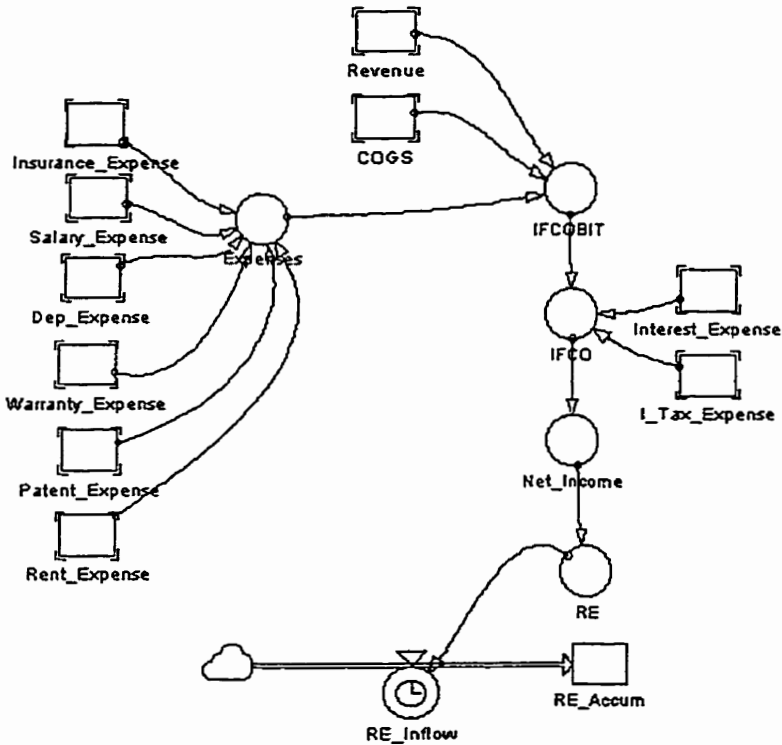 Revenue
COGS
Insurance_Expense
Salary_Expense
Expenses
IFCOBIT
Dep_Expense
Interest_Expense
IFCO
Warranty_Expense
I_Tax_Expense
Patent_Expense
Net_Income
Rent_Expense
RE
RE_Accum
RE_Inflow